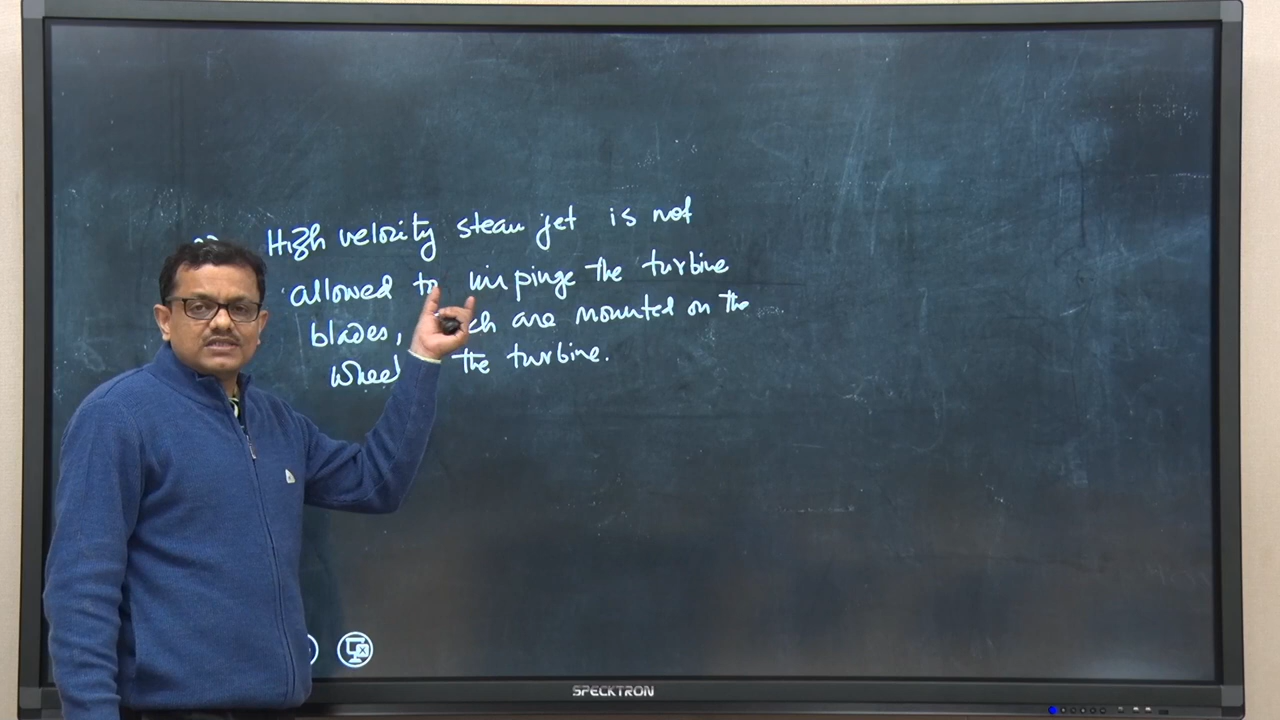 High velocity steam jet is not
allowed to impinge the turbine
blades, are mounted on the
wheel the turbine.
SPECKTRON